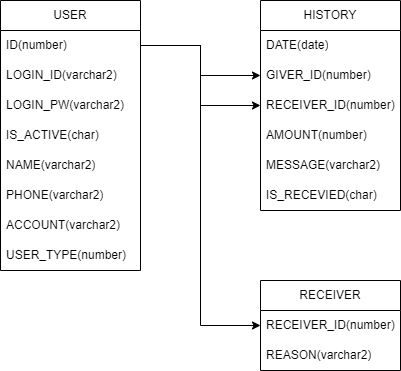 USER
ID(number)
LOGIN_ID(varchar2)
LOGIN_PW(varchar2)
IS_ACTIVE(char)
NAME(varchar2)
PHONE(varchar2)
ACCOUNT(varchar2)
USER_TYPE(number)
HISTORY
DATE(date)
GIVER_ID(number)
RECEIVER_ID(number)
AMOUNT(number)
MESSAGE(varchar2)
IS_RECEVIED(char)
RECEIVER
RECEIVER_ID(number)
REASON(varchar2)